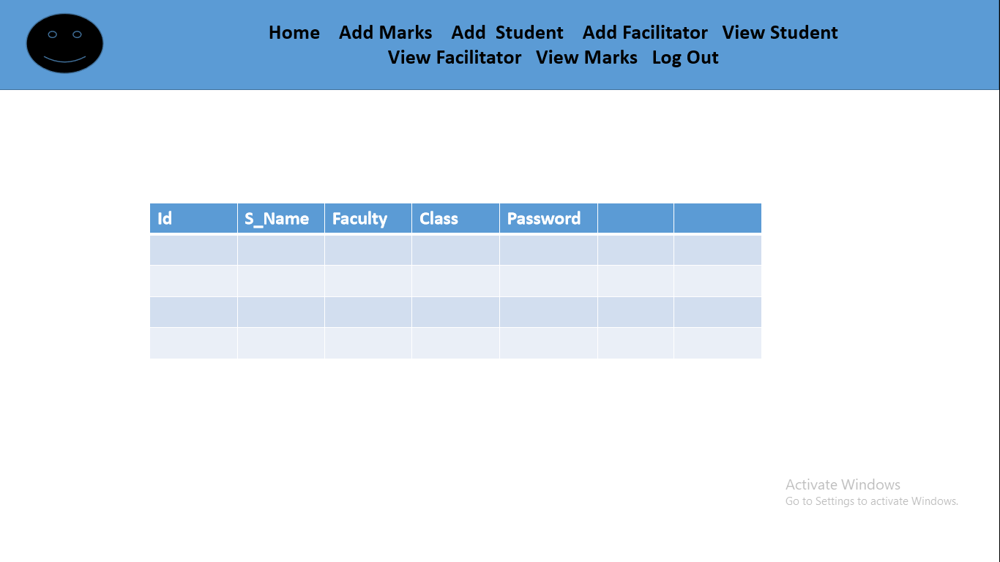 Home Add Marks Add Student Add Facilitator View Student
View Facilitator View Marks Log Out
Id S_Name Faculty Class Password
Activate Windows
Go to Settings to activate Windows.